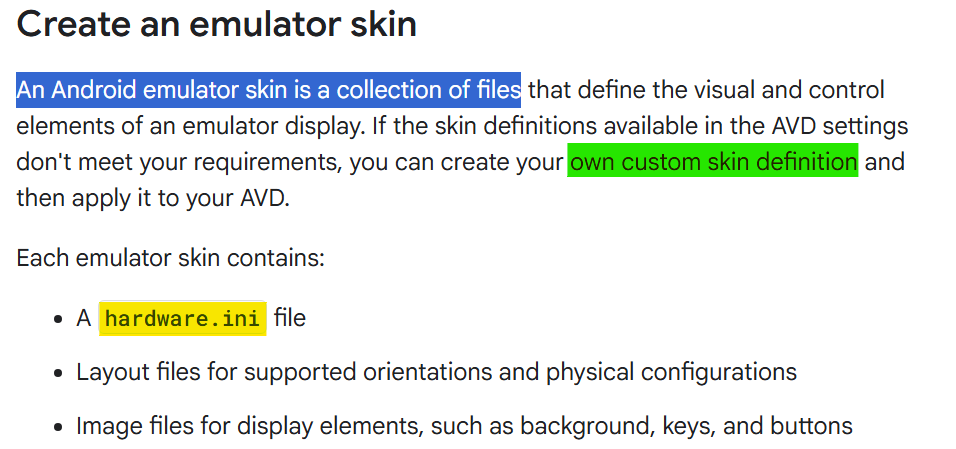 Create an emulator skin
An Android emulator skin is a collection of files that define the visual and control
elements of an emulator display. If the skin definitions available in the AVD settings
don't meet your requirements, you can create your own custom skin definition and
then apply it to your AVD.
Each emulator skin contains:
• A hardware.ini file
• Layout files for supported orientations and physical configurations
• Image files for display elements, such as background, keys, and buttons